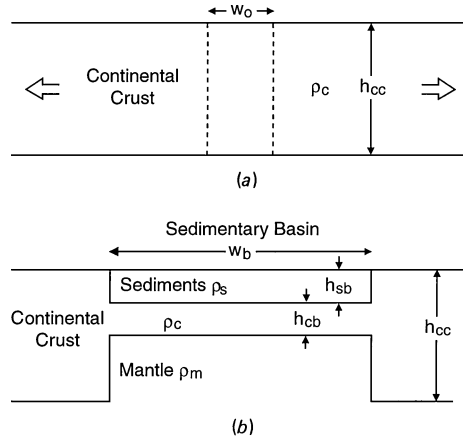 w₀
Continental
Crust
ρc
hcc
(a)
Sedimentary Basin
wb
Sediments ρs
hsb
Continental
Crust
ρc
hcb
hcc
Mantle ρm
(b)